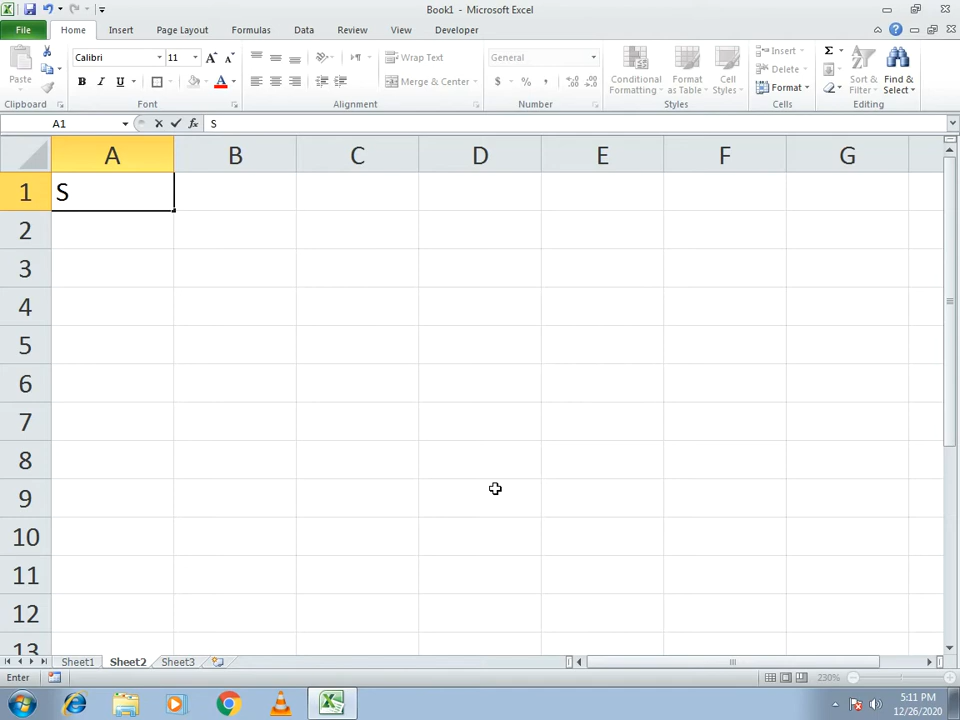 Book1 - Microsoft Excel
File Home Insert Page Layout Formulas Data Review View Developer
Paste
Calibri 11
B I U A
Wrap Text
Merge & Center
General
$ % ,
Conditional Formatting
Format as Table
Cell Styles
Insert
Delete
Format
Σ
Sort & Filter
Find & Select
Clipboard Font Alignment Number Styles Cells Editing
A1 fx S
A B C D E F G
1 S
2
3
4
5
6
7
8
9
10
11
12
13
Sheet1 Sheet2 Sheet3
Enter 230%
5:11 PM
12/26/2020